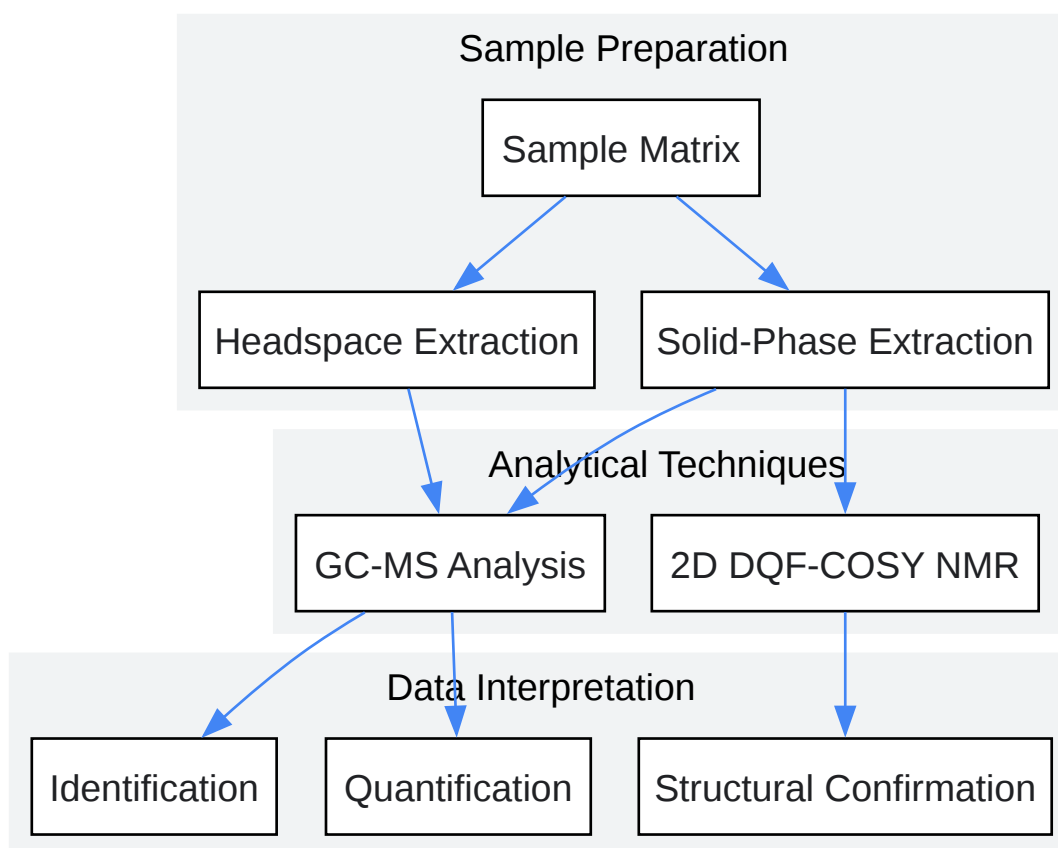 Sample Preparation
Sample Matrix
Headspace Extraction
Solid-Phase Extraction
Analytical Techniques
GC-MS Analysis
2D DQF-COSY NMR
Data Interpretation
Identification
Quantification
Structural Confirmation